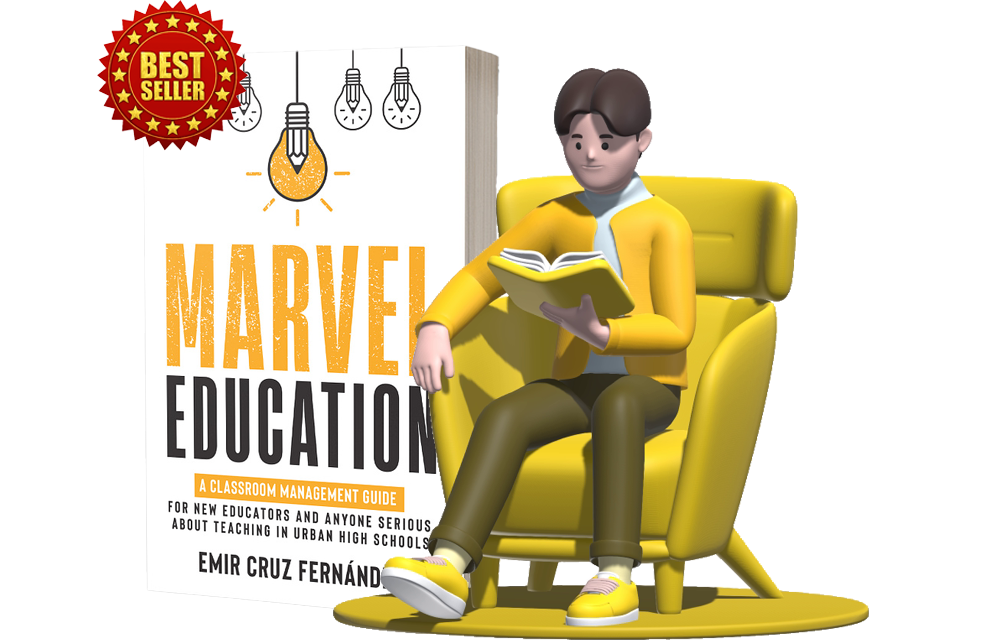 BEST
SELLER
MARVEL
EDUCATION
A CLASSROOM MANAGEMENT GUIDE
FOR NEW EDUCATORS AND ANYONE SERIOUS
ABOUT TEACHING IN URBAN HIGH SCHOOLS
EMIR CRUZ